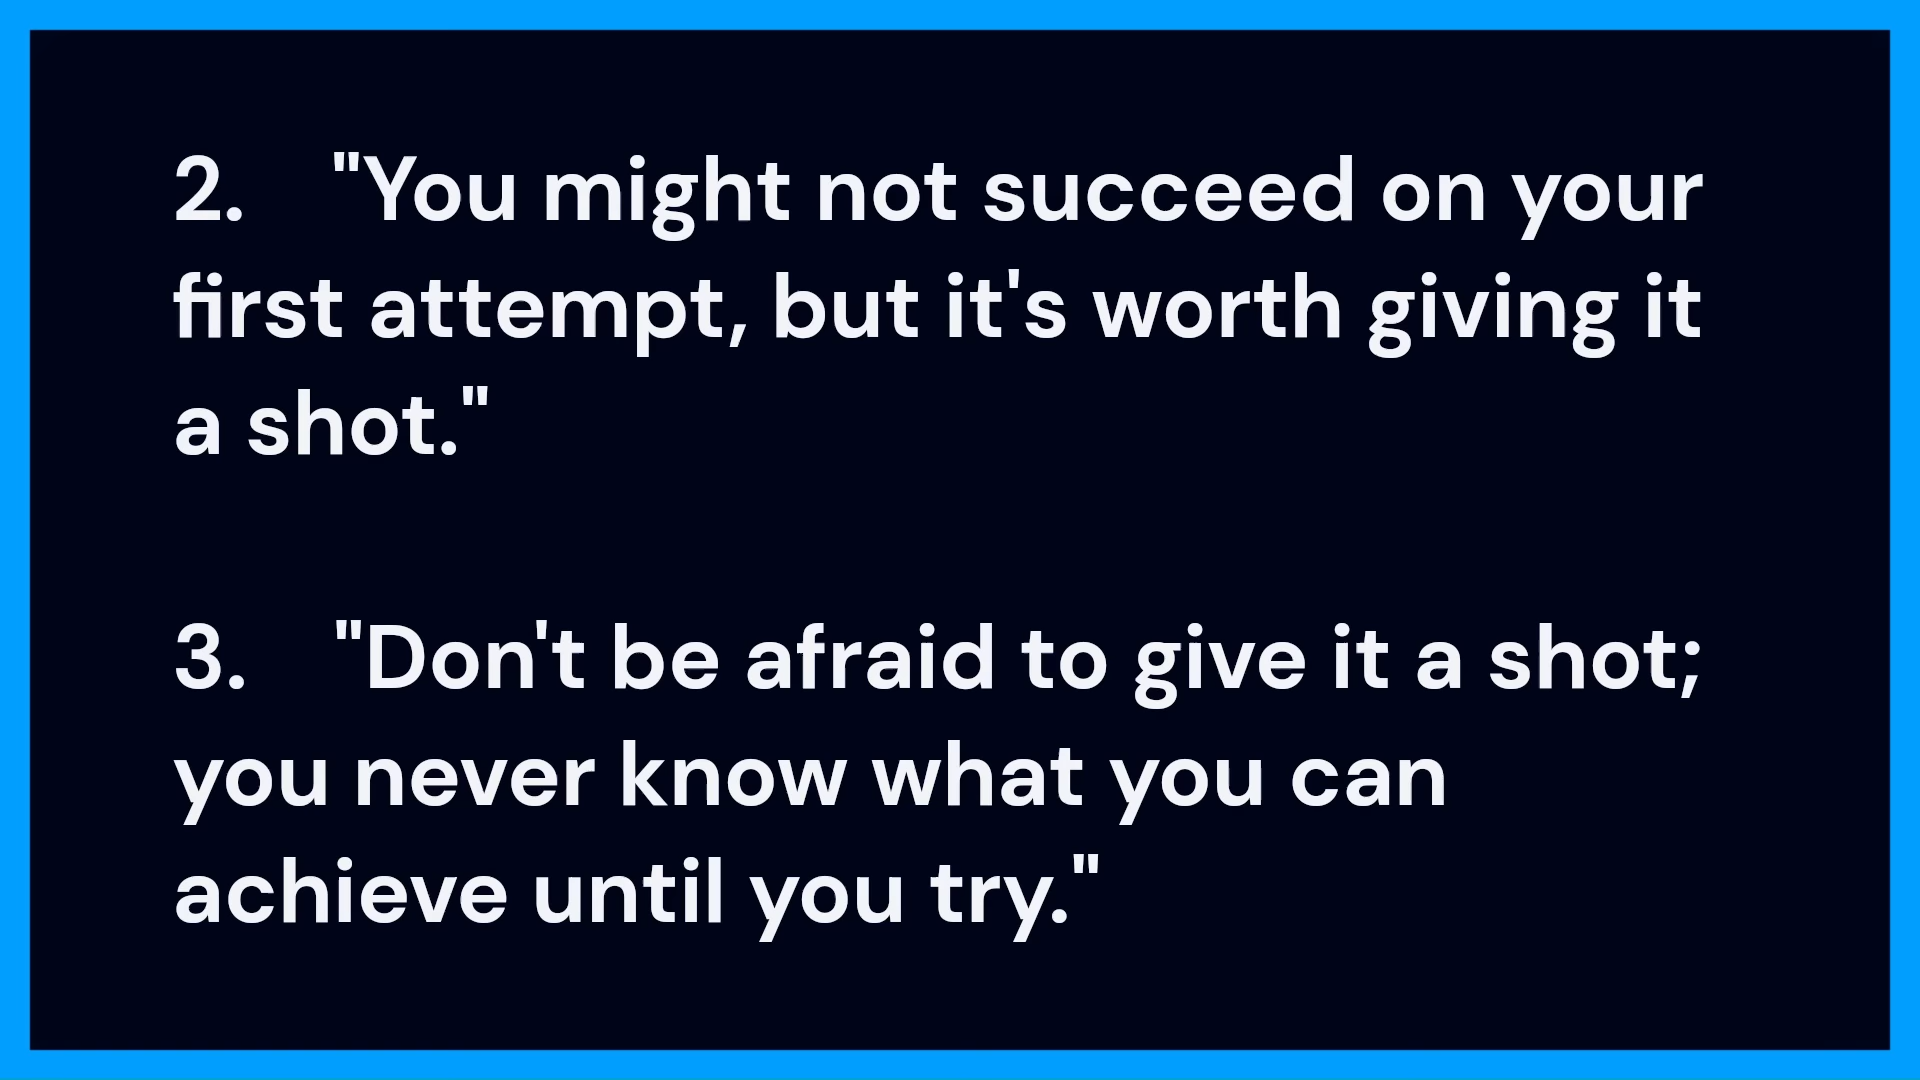 2. "You might not succeed on your
first attempt, but it's worth giving it
a shot."
3. "Don't be afraid to give it a shot;
you never know what you can
achieve until you try."